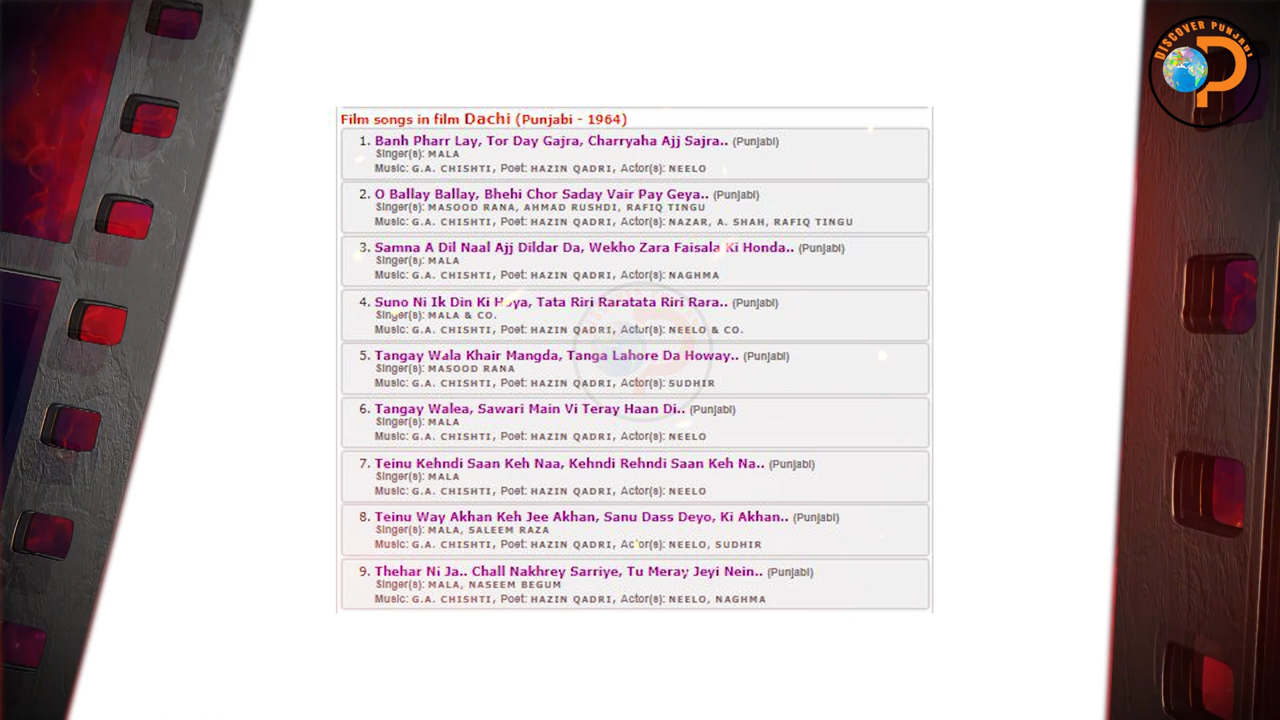 DISCOVER PUNJABI
Film songs in film Dachi (Punjabi - 1964)
1. Banh Pharr Lay, Tor Day Gajra, Charryaha Ajj Sajra.. (Punjabi)
Singer(s): MALA
Music: G.A. CHISHTI, Poet: HAZIN QADRI, Actor(s): NEELO
2. O Ballay Ballay, Bhehi Chor Saday Vair Pay Geya.. (Punjabi)
Singer(s): MASOOD RANA, AHMAD RUSHDI, RAFIQ TINGU
Music: G.A. CHISHTI, Poet: HAZIN QADRI, Actor(s): NAZAR, A. SHAH, RAFIQ TINGU
3. Samna A Dil Naal Ajj Dildar Da, Wekho Zara Faisala Ki Honda.. (Punjabi)
Singer(s): MALA
Music: G.A. CHISHTI, Poet: HAZIN QADRI, Actor(s): NAGHMA
4. Suno Ni Ik Din Ki Hoya, Tata Riri Raratata Riri Rara.. (Punjabi)
Singer(s): MALA & CO.
Music: G.A. CHISHTI, Poet: HAZIN QADRI, Actor(s): NEELO & CO.
5. Tangay Wala Khair Mangda, Tanga Lahore Da Howay.. (Punjabi)
Singer(s): MASOOD RANA
Music: G.A. CHISHTI, Poet: HAZIN QADRI, Actor(s): SUDHIR
6. Tangay Walea, Sawari Main Vi Teray Haan Di.. (Punjabi)
Singer(s): MALA
Music: G.A. CHISHTI, Poet: HAZIN QADRI, Actor(s): NEELO
7. Teinu Kehndi Saan Keh Naa, Kehndi Rehndi Saan Keh Na.. (Punjabi)
Singer(s): MALA
Music: G.A. CHISHTI, Poet: HAZIN QADRI, Actor(s): NEELO
8. Teinu Way Akhan Keh Jee Akhan, Sanu Dass Deyo, Ki Akhan.. (Punjabi)
Singer(s): MALA, SALEEM RAZA
Music: G.A. CHISHTI, Poet: HAZIN QADRI, Actor(s): NEELO, SUDHIR
9. Thehar Ni Ja.. Chall Nakhrey Sarriye, Tu Meray Jeyi Nein.. (Punjabi)
Singer(s): MALA, NASEEM BEGUM
Music: G.A. CHISHTI, Poet: HAZIN QADRI, Actor(s): NEELO, NAGHMA